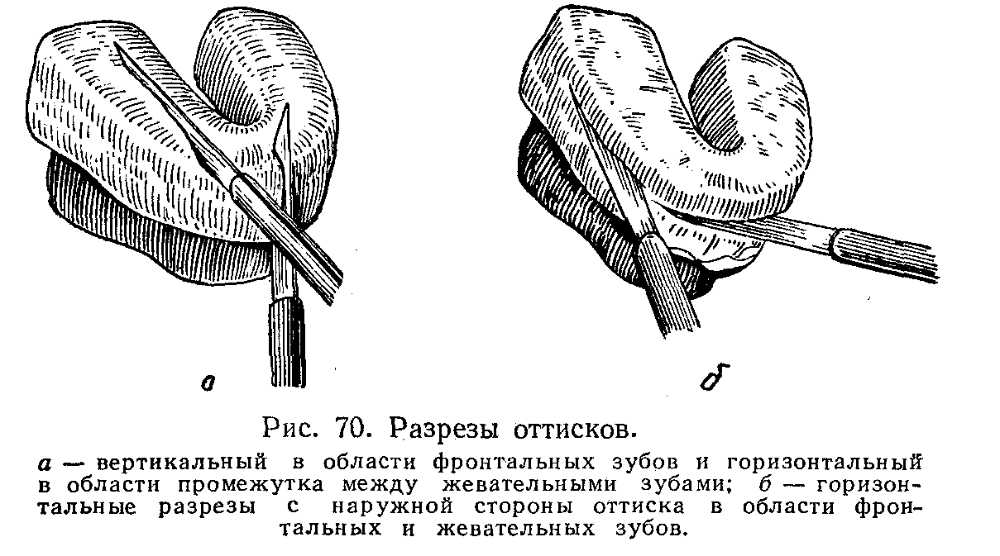 а
б
Рис. 70. Разрезы оттисков.
а — вертикальный в области фронтальных зубов и горизонтальный
в области промежутка между жевательными зубами; б — горизон-
тальные разрезы с наружной стороны оттиска в области фрон-
тальных и жевательных зубов.